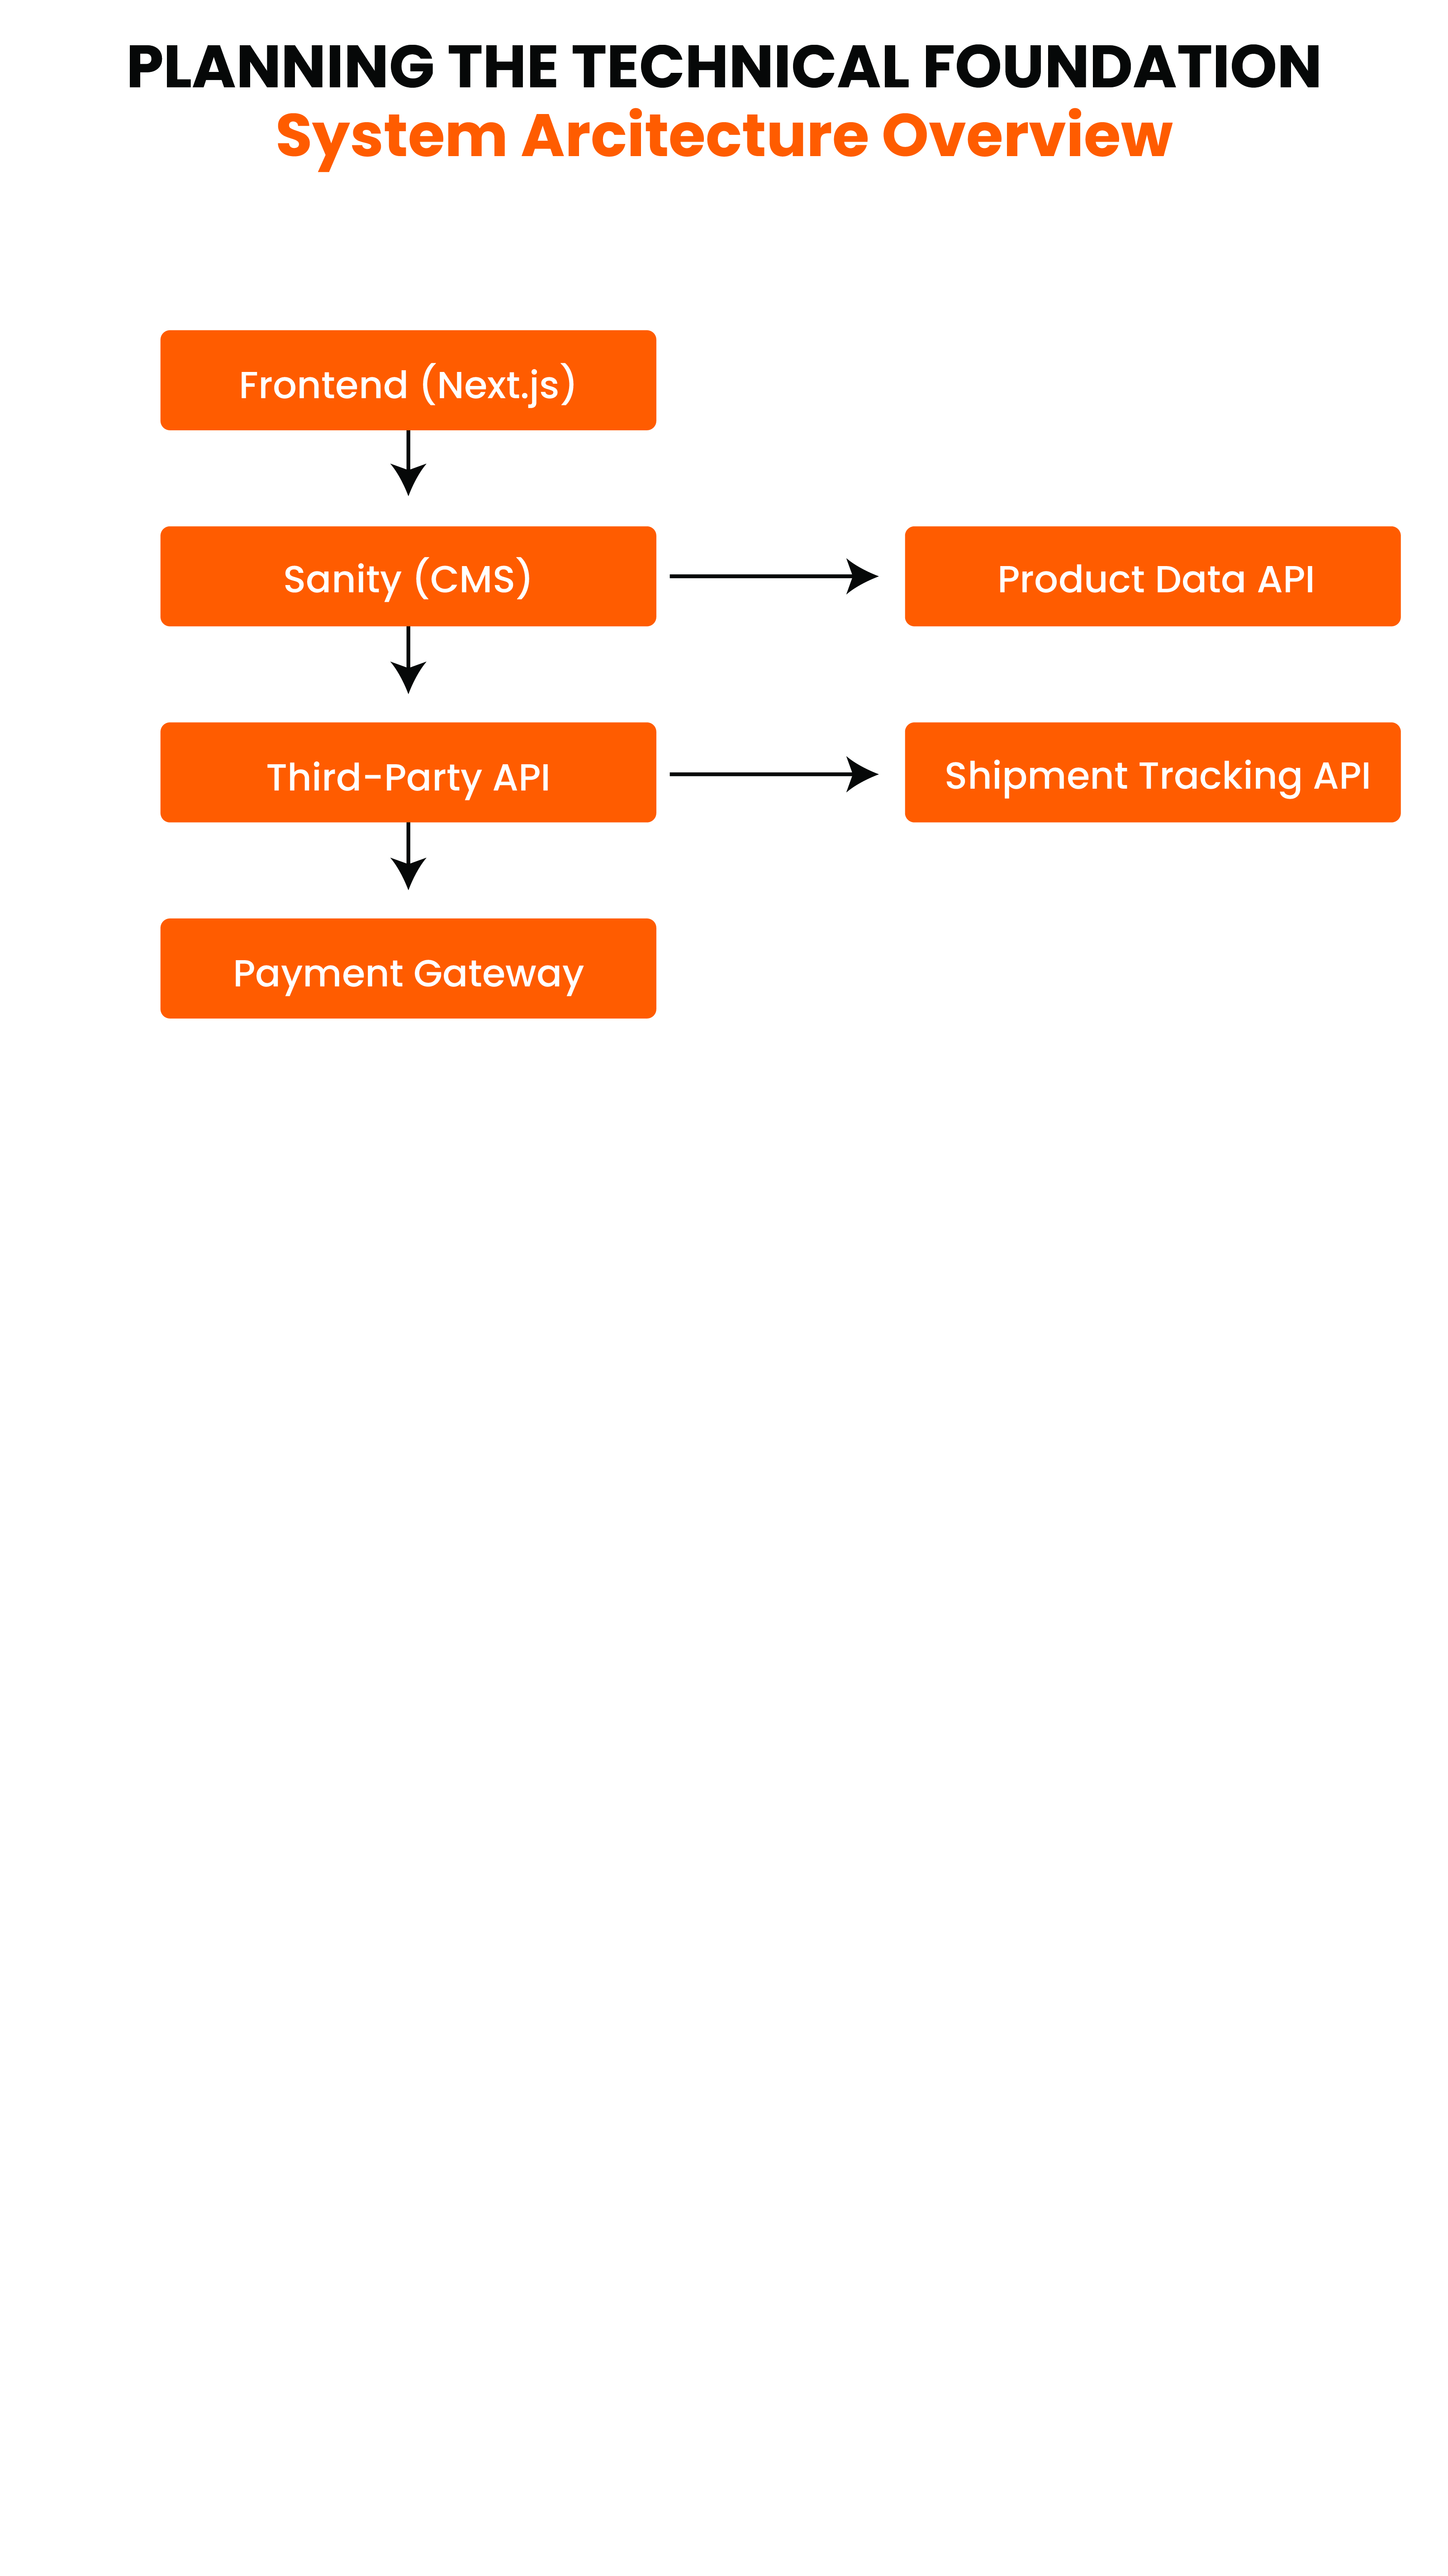 PLANNING THE TECHNICAL FOUNDATION
System Arcitecture Overview
Frontend (Next.js)
Sanity (CMS)
Product Data API
Third-Party API
Shipment Tracking API
Payment Gateway